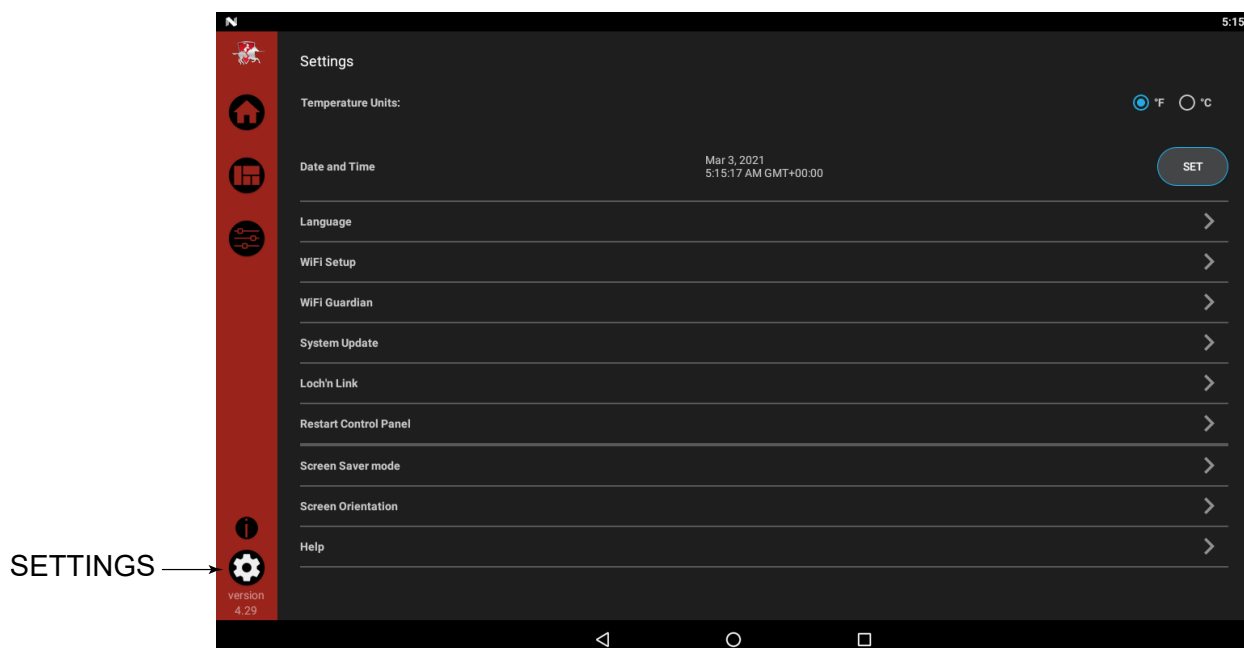 5:15
Settings
Temperature Units:
°F
°C
Date and Time
Mar 3, 2021
5:15:17 AM GMT+00:00
SET
Language
WiFi Setup
WiFi Guardian
System Update
Loch'n Link
Restart Control Panel
Screen Saver mode
Screen Orientation
Help
SETTINGS
version
4.29